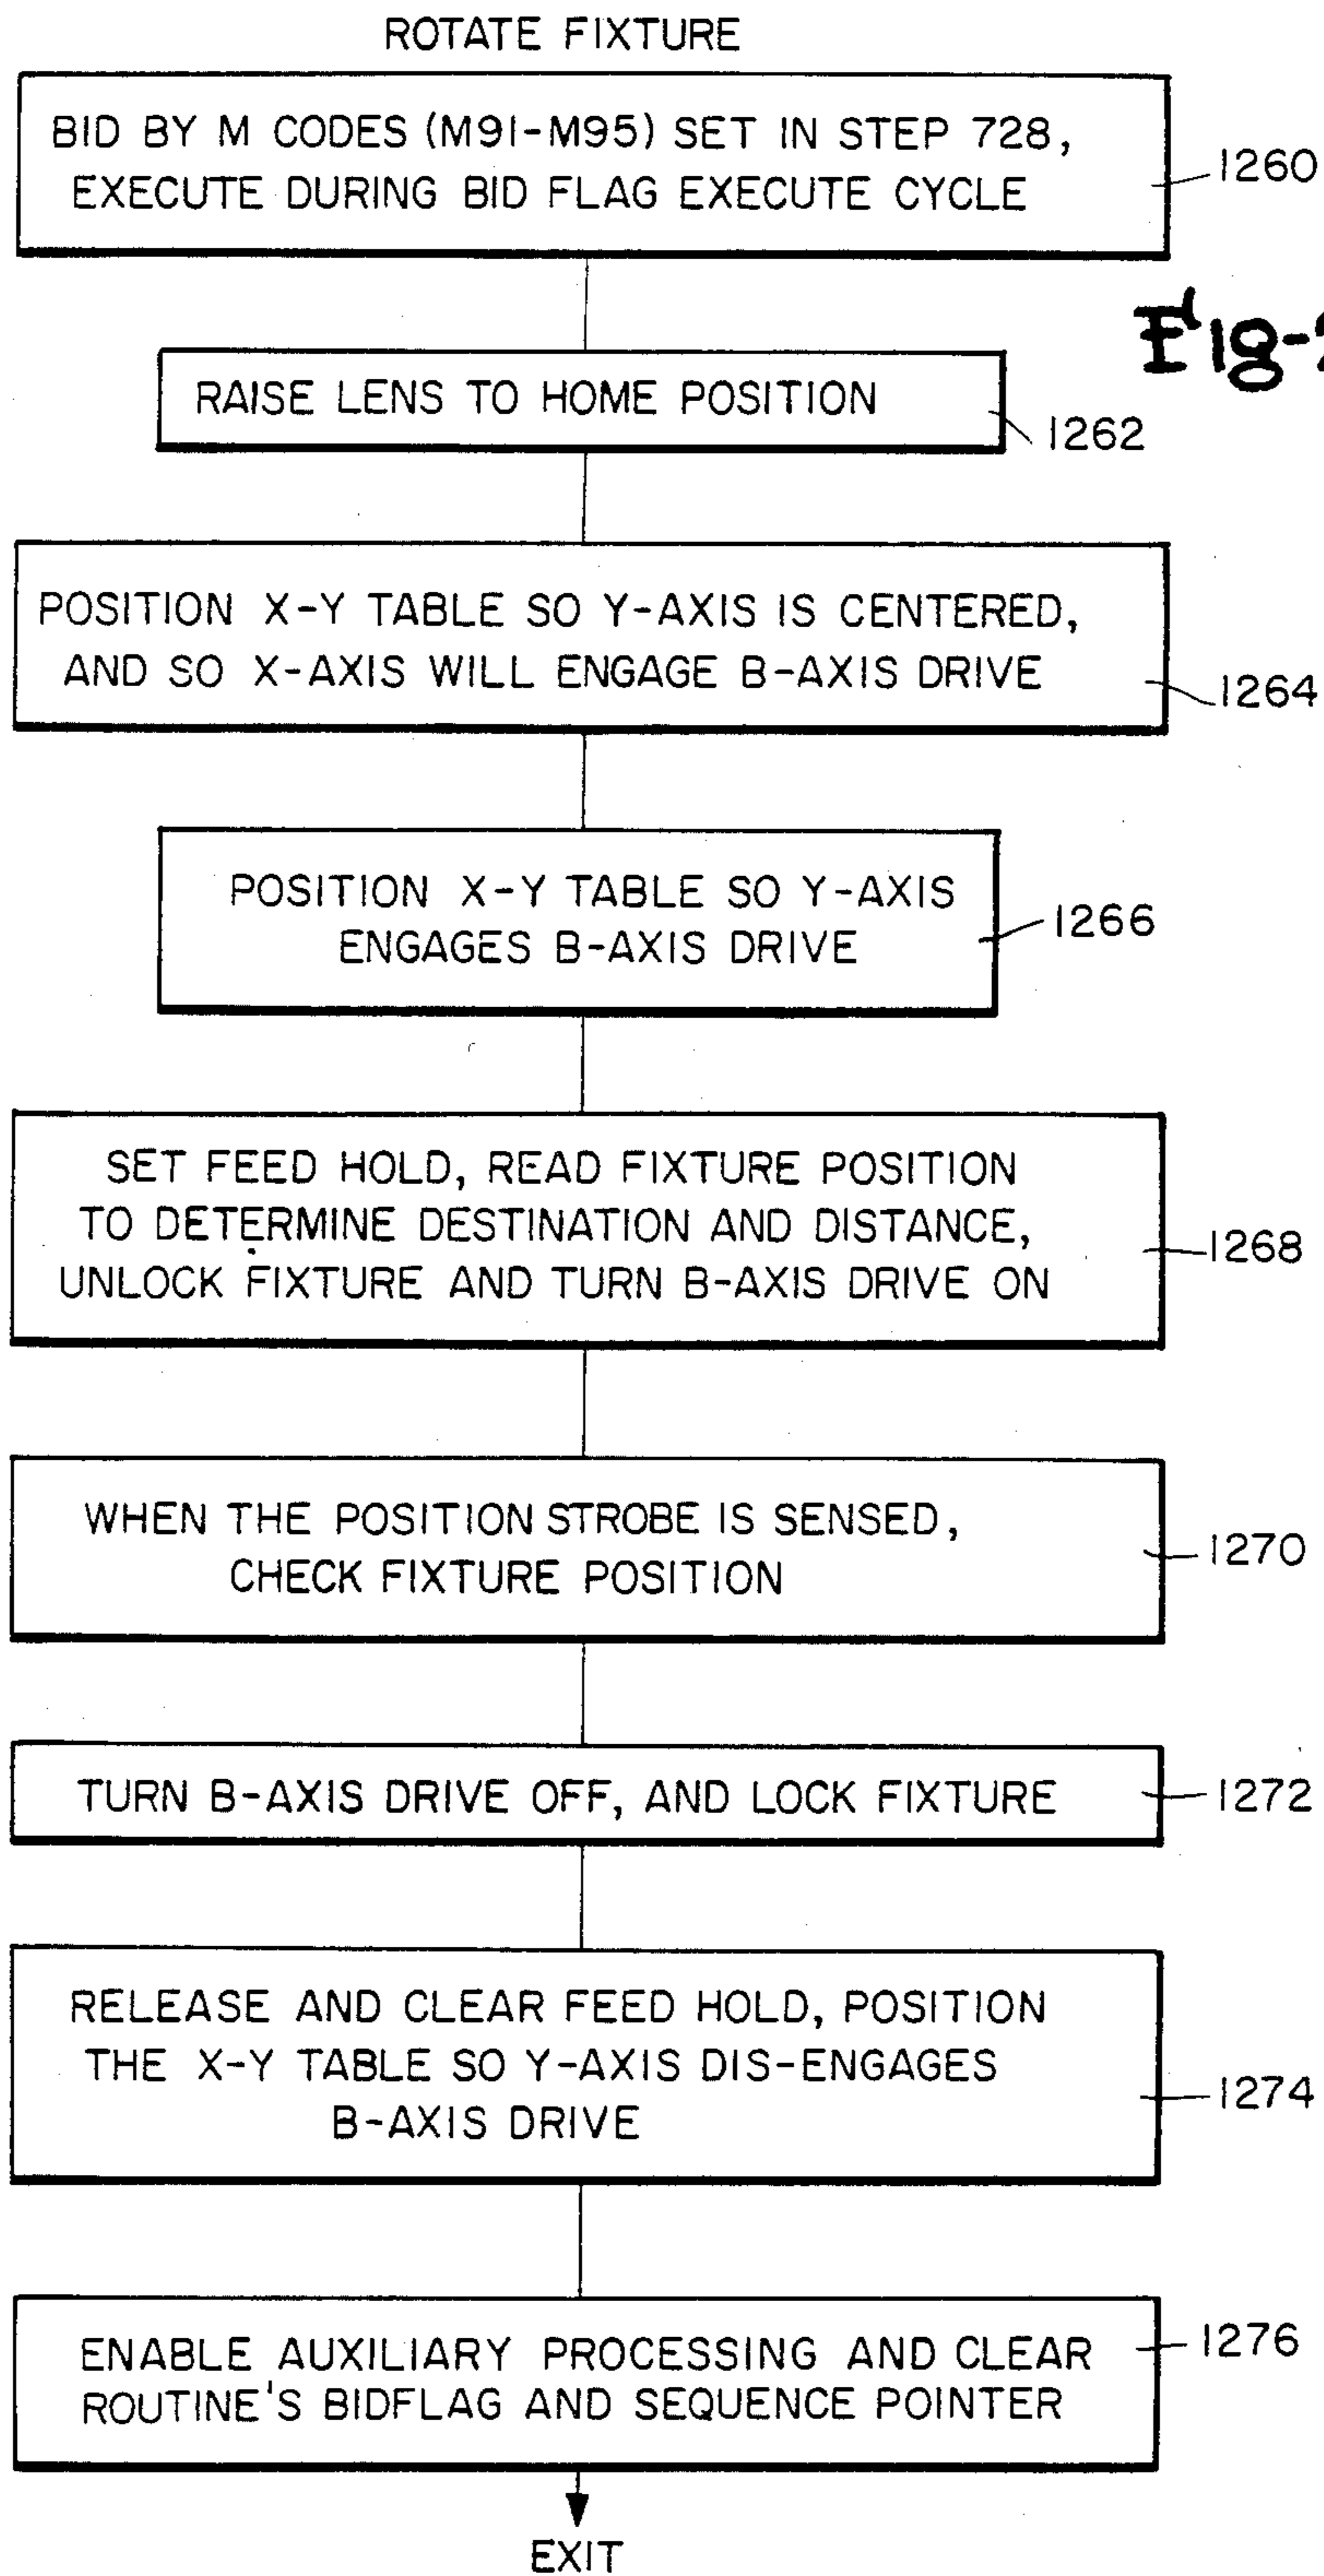 ROTATE FIXTURE
BID BY M CODES (M91-M95) SET IN STEP 728,
EXECUTE DURING BID FLAG EXECUTE CYCLE
1260
Fig-
RAISE LENS TO HOME POSITION
1262
POSITION X-Y TABLE SO Y-AXIS IS CENTERED,
AND SO X-AXIS WILL ENGAGE B-AXIS DRIVE
1264
POSITION X-Y TABLE SO Y-AXIS
ENGAGES B-AXIS DRIVE
1266
SET FEED HOLD, READ FIXTURE POSITION
TO DETERMINE DESTINATION AND DISTANCE,
UNLOCK FIXTURE AND TURN B-AXIS DRIVE ON
1268
WHEN THE POSITION STROBE IS SENSED,
CHECK FIXTURE POSITION
1270
TURN B-AXIS DRIVE OFF, AND LOCK FIXTURE
1272
RELEASE AND CLEAR FEED HOLD, POSITION
THE X-Y TABLE SO Y-AXIS DIS-ENGAGES
B-AXIS DRIVE
1274
ENABLE AUXILIARY PROCESSING AND CLEAR
ROUTINE'S BIDFLAG AND SEQUENCE POINTER
1276
EXIT